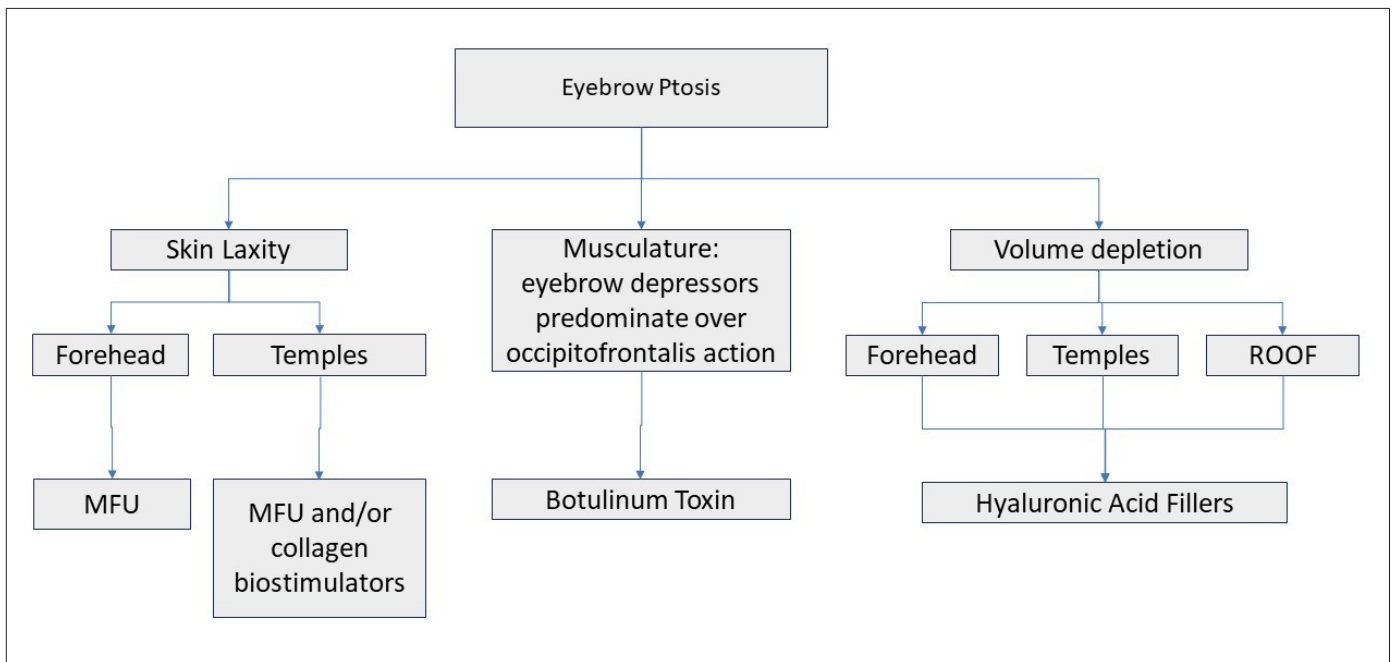 Eyebrow Ptosis
Skin Laxity
Musculature:
eyebrow depressors
predominate over
occipitofrontalis action
Volume depletion
Forehead
Temples
Forehead
Temples
ROOF
MFU
MFU and/or
collagen
biostimulators
Botulinum Toxin
Hyaluronic Acid Fillers